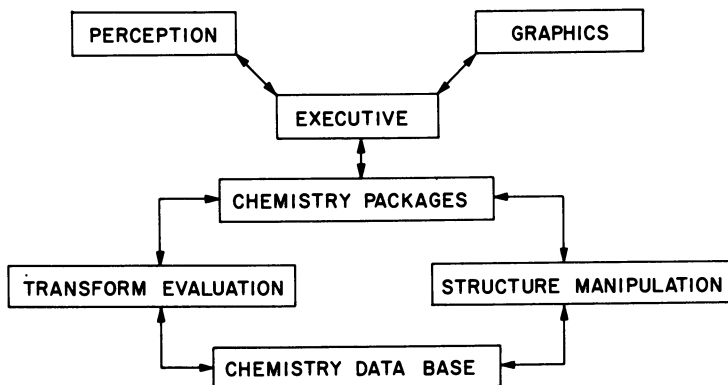 PERCEPTION
GRAPHICS
EXECUTIVE
CHEMISTRY PACKAGES
TRANSFORM EVALUATION
STRUCTURE MANIPULATION
CHEMISTRY DATA BASE